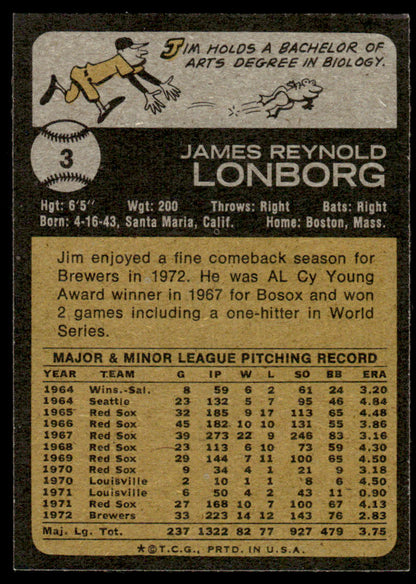 JIM HOLDS A BACHELOR OF
ARTS DEGREE IN BIOLOGY.
3
JAMES REYNOLD
LONBORG
Hgt: 6'5" Wgt: 200 Throws: Right Bats: Right
Born: 4-16-43, Santa Maria, Calif. Home: Boston, Mass.
Jim enjoyed a fine comeback season for
Brewers in 1972. He was AL Cy Young
Award winner in 1967 for Bosox and won
2 games including a one-hitter in World
Series.
MAJOR & MINOR LEAGUE PITCHING RECORD
YEAR TEAM G IP W L SO BB ERA
1964 Wins.-Sal. 8 59 6 2 61 24 3.20
1964 Seattle 23 132 5 7 95 46 4.84
1965 Red Sox 32 185 9 17 113 65 4.48
1966 Red Sox 45 182 10 10 131 55 3.86
1967 Red Sox 39 273 22 9 246 83 3.16
1968 Red Sox 23 113 6 10 73 59 4.30
1969 Red Sox 29 144 7 11 100 65 4.50
1970 Red Sox 9 34 4 1 21 9 3.18
1970 Louisville 2 10 1 0 1 6 4.50
1971 Louisville 6 50 4 2 43 11 0.90
1971 Red Sox 27 168 10 7 100 67 4.13
1972 Brewers 33 223 14 12 143 76 2.83
Maj. Lg. Tot. 237 1322 82 77 927 479 3.75
*©T.C.G., PRTD. IN U.S.A.